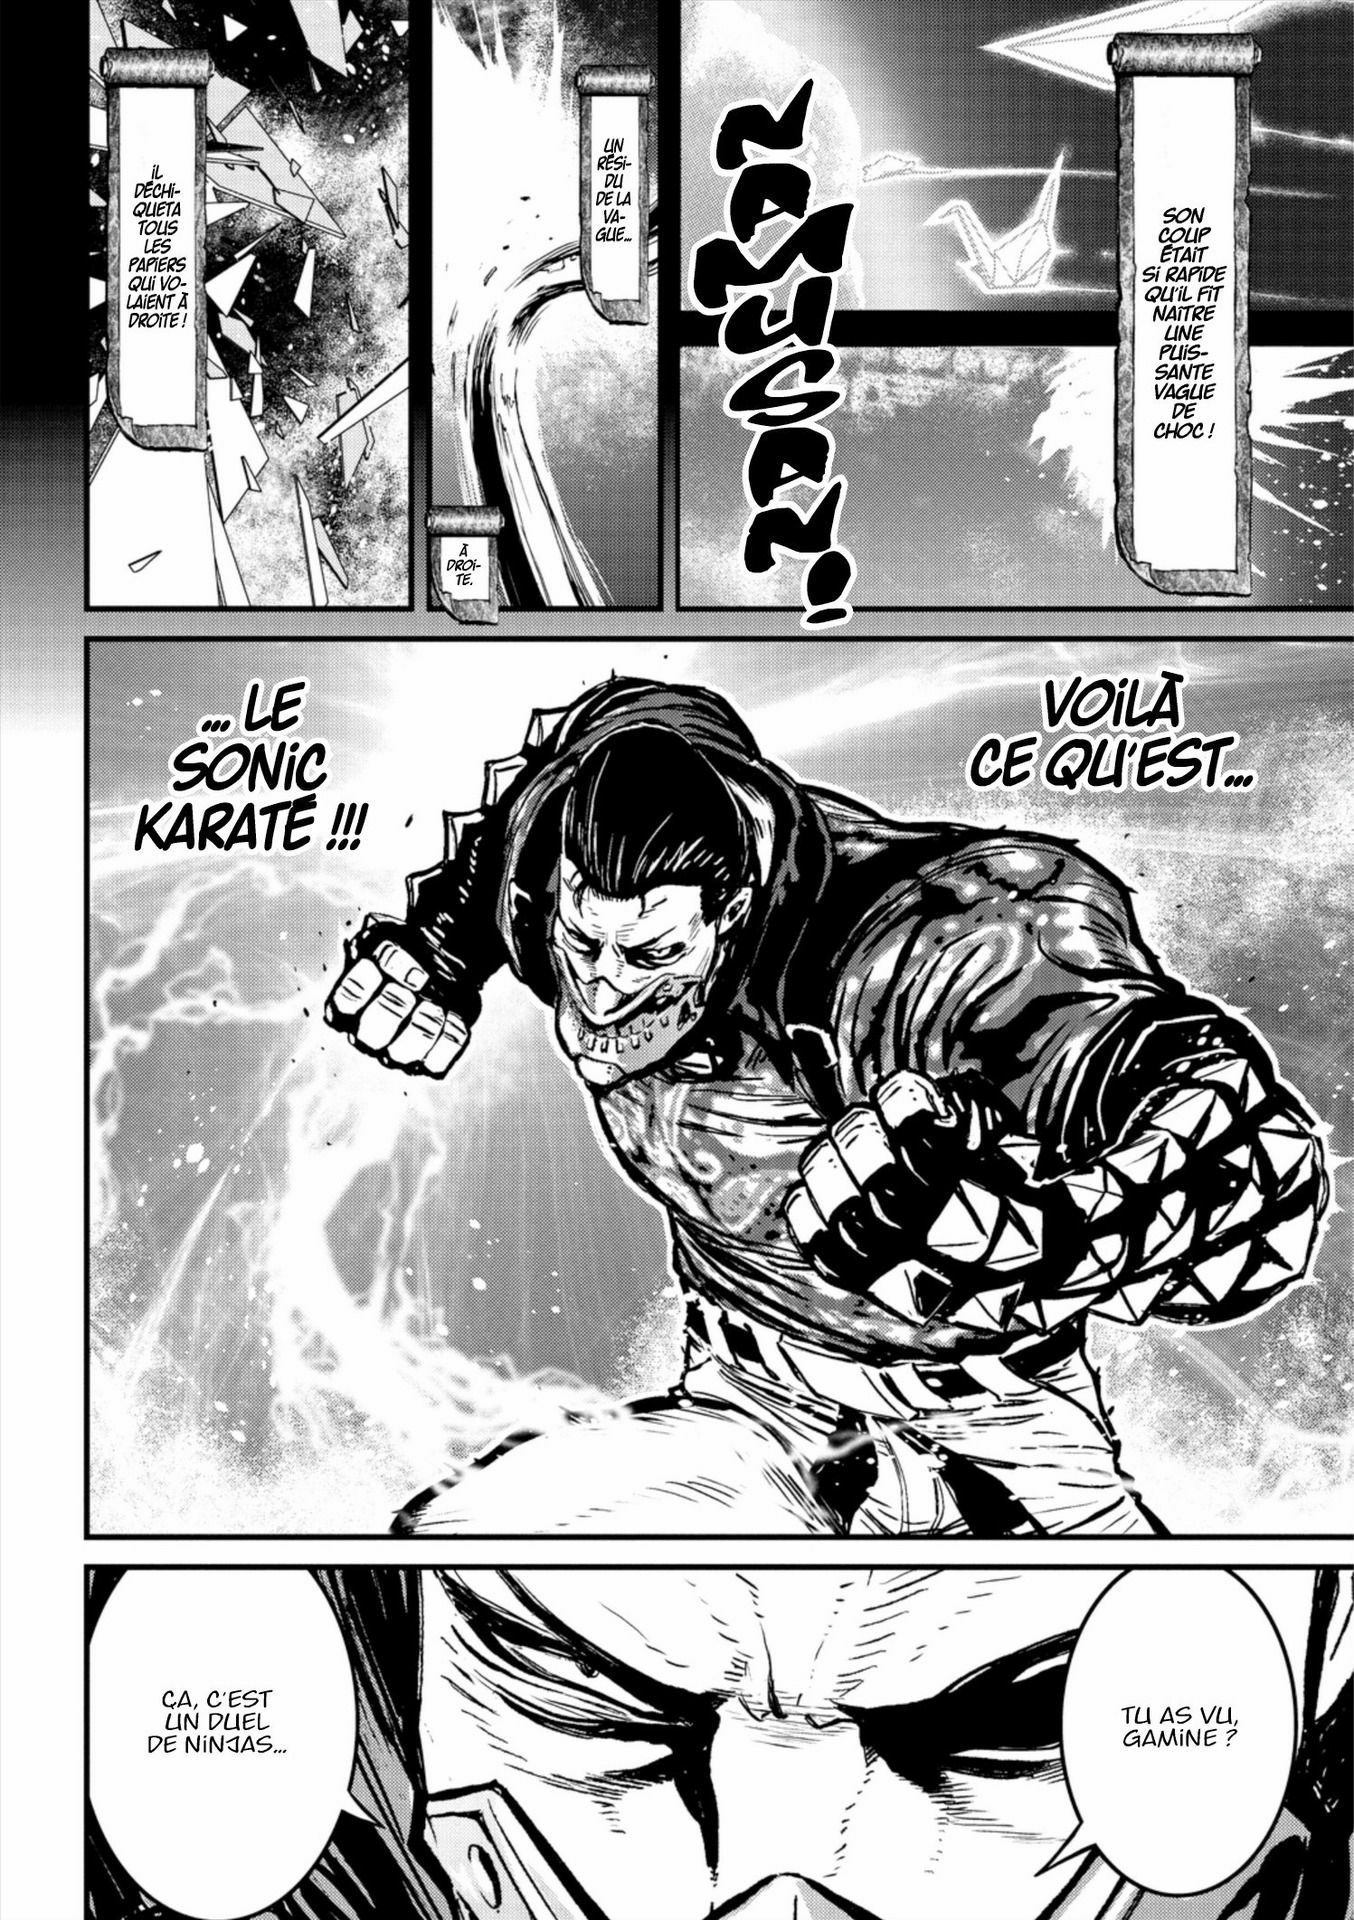 SON
COUP
ÉTAIT
SI RAPIDE
QU'IL FIT
NAÎTRE
UNE
PUIS-
SANTE
VAGUE
DE
CHOC !
ZANKUSAN!
UN
RÉSI-
DU
DE LA
VA-
GUE...
À
DROI-
TE.
IL
DÉCHI-
QUETA
TOUS
LES
PAPIERS
QUI VO-
LAIENT À
DROITE !
VOILÀ
CE QU'EST...
... LE
SONIC
KARATÉ !!!
TU AS VU,
GAMINE ?
ÇA, C'EST
UN DUEL
DE NINJAS...